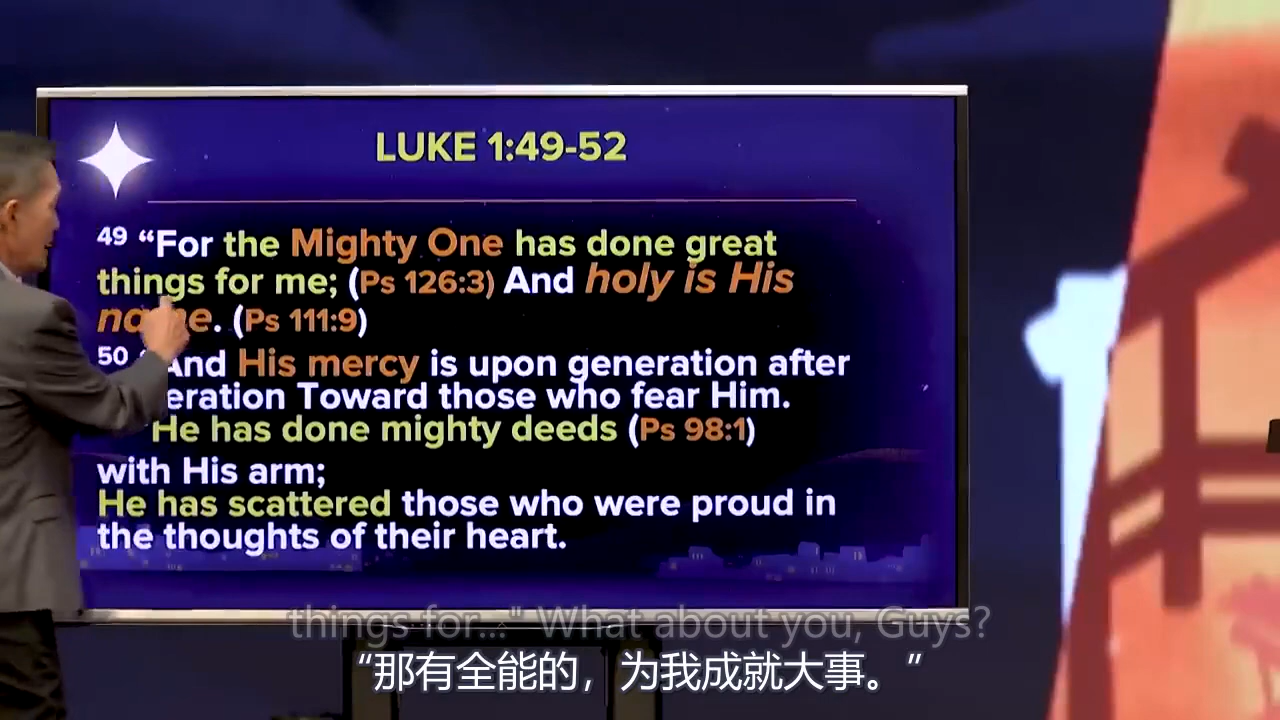 LUKE 1:49-52
49 “For the Mighty One has done great
things for me; (Ps 126:3) And holy is His
. (Ps 111:9)
50 And His mercy is upon generation after
eration Toward those who fear Him.
He has done mighty deeds (Ps 98:1)
with His arm;
He has scattered those who were proud in
the thoughts of their heart.
things for..." What about you, Guys?
“那有全能的，为我成就大事。”